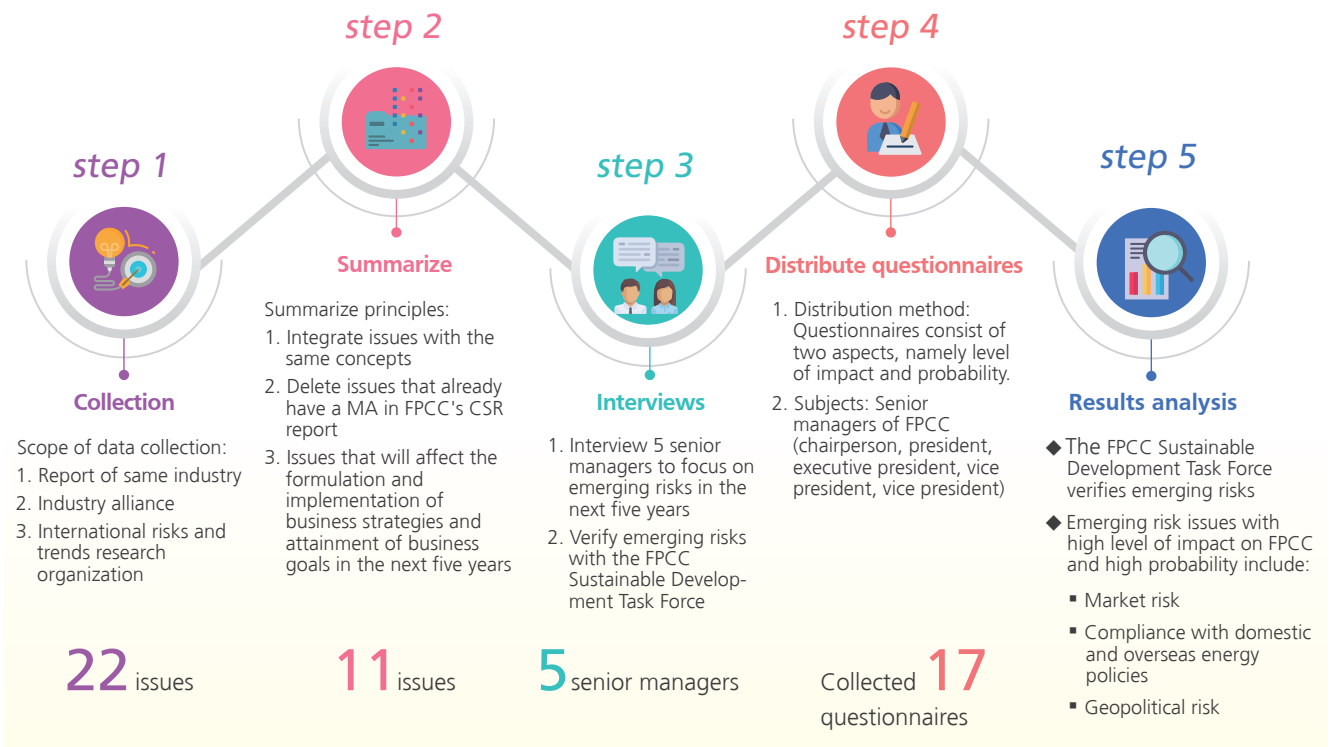 step 1
Collection
Scope of data collection:
1. Report of same industry
2. Industry alliance
3. International risks and
trends research
organization
22 issues
step 2
Summarize
Summarize principles:
1. Integrate issues with the
same concepts
2. Delete issues that already
have a MA in FPCC's CSR
report
3. Issues that will affect the
formulation and
implementation of
business strategies and
attainment of business
goals in the next five years
11 issues
step 3
Interviews
1. Interview 5 senior
managers to focus on
emerging risks in the
next five years
2. Verify emerging risks
with the FPCC
Sustainable Develop-
ment Task Force
5 senior managers
step 4
Distribute questionnaires
1. Distribution method:
Questionnaires consist of
two aspects, namely level
of impact and probability.
2. Subjects: Senior
managers of FPCC
(chairperson, president,
executive president, vice
president, vice president)
Collected 17
questionnaires
step 5
Results analysis
◆ The FPCC Sustainable
Development Task Force
verifies emerging risks
◆ Emerging risk issues with
high level of impact on FPCC
and high probability include:
▪ Market risk
▪ Compliance with domestic
and overseas energy
policies
▪ Geopolitical risk